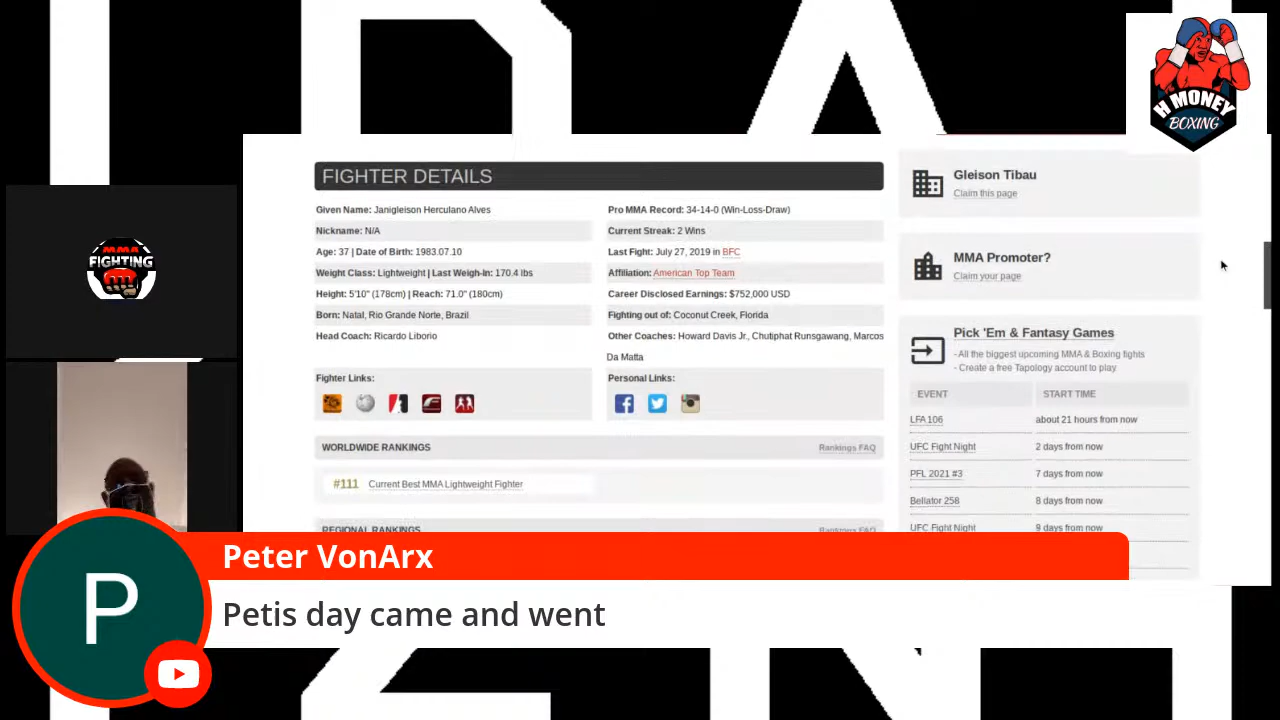 H MONEY
BOXING
MMA
FIGHTING
FIGHTER DETAILS
Given Name: Janigleison Herculano Alves
Nickname: N/A
Age: 37 | Date of Birth: 1983.07.10
Weight Class: Lightweight | Last Weigh-In: 170.4 lbs
Height: 5'10" (178cm) | Reach: 71.0" (180cm)
Born: Natal, Rio Grande Norte, Brazil
Head Coach: Ricardo Liborio
Fighter Links:
Pro MMA Record: 34-14-0 (Win-Loss-Draw)
Current Streak: 2 Wins
Last Fight: July 27, 2019 in BFC
Affiliation: American Top Team
Career Disclosed Earnings: $752,000 USD
Fighting out of: Coconut Creek, Florida
Other Coaches: Howard Davis Jr., Chutiphat Rungsawang, Marcos
Da Matta
Personal Links:
WORLDWIDE RANKINGS Rankings FAQ
#111 Current Best MMA Lightweight Fighter
REGIONAL RANKINGS Rankings FAQ
Gleison Tibau
Claim this page
MMA Promoter?
Claim your page
Pick 'Em & Fantasy Games
- All the biggest upcoming MMA & Boxing fights
- Create a free Tapology account to play
EVENT START TIME
LFA 106 about 21 hours from now
UFC Fight Night 2 days from now
PFL 2021 #3 7 days from now
Bellator 258 8 days from now
UFC Fight Night 9 days from now
P
Peter VonArx
Petis day came and went